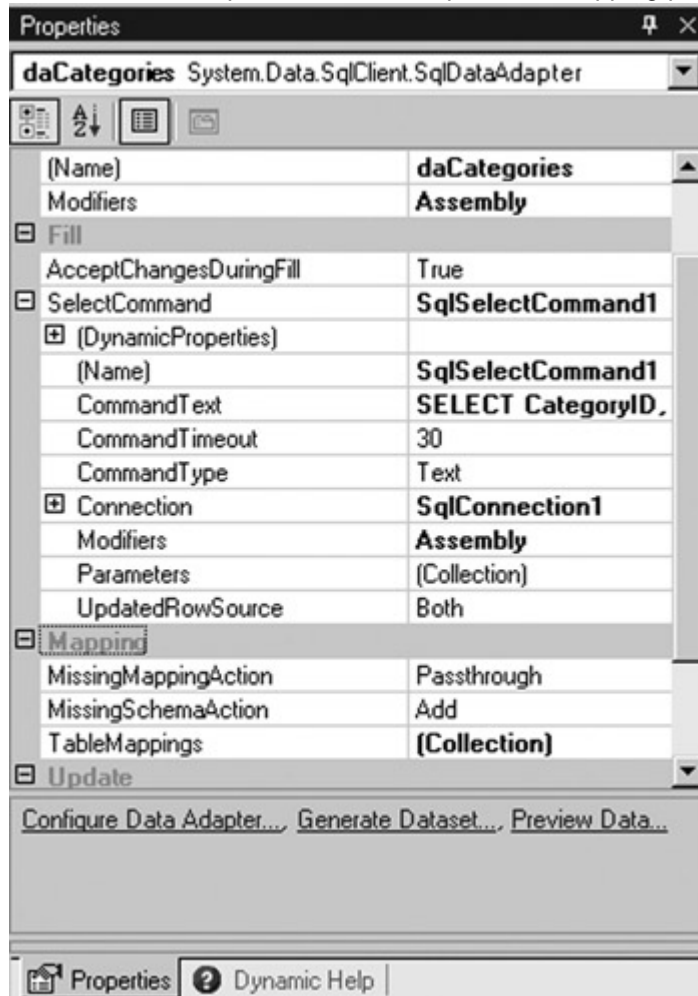 Properties
daCategories System.Data.SqlClient.SqlDataAdapter
(Name) daCategories
Modifiers Assembly
Fill
AcceptChangesDuringFill True
SelectCommand SqlSelectCommand1
(DynamicProperties)
(Name) SqlSelectCommand1
CommandText SELECT CategoryID,
CommandTimeout 30
CommandType Text
Connection SqlConnection1
Modifiers Assembly
Parameters (Collection)
UpdatedRowSource Both
Mapping
MissingMappingAction Passthrough
MissingSchemaAction Add
TableMappings (Collection)
Update
Configure Data Adapter..., Generate Dataset..., Preview Data...
Properties Dynamic Help